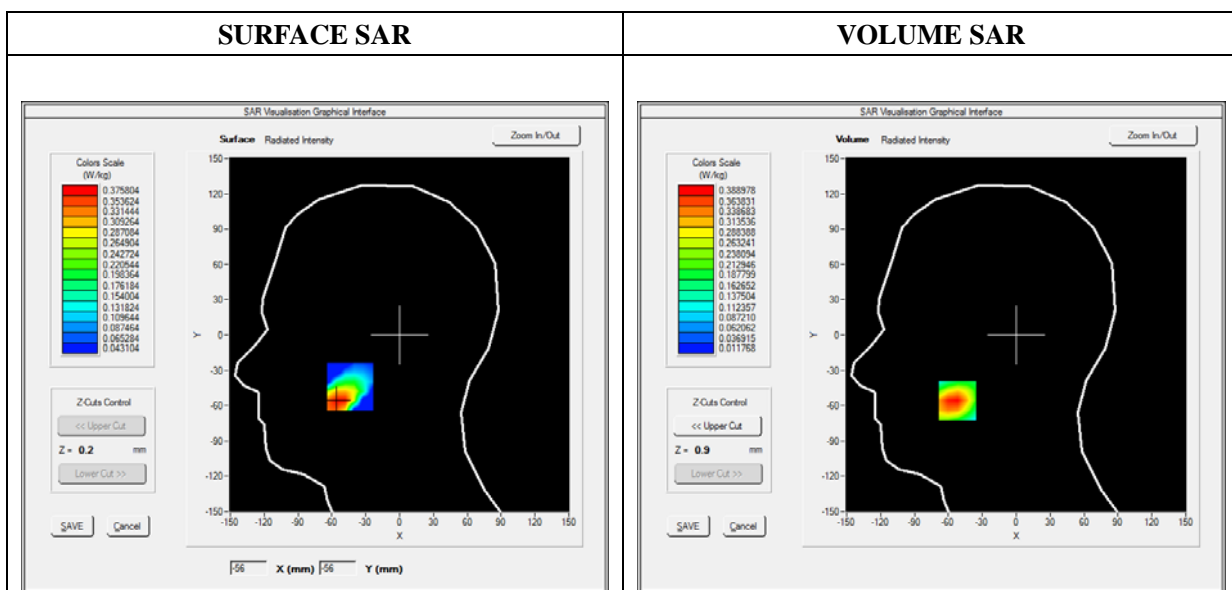 SURFACE SAR
VOLUME SAR
SAR Visualisation Graphical Interface
Surface Radiated Intensity
Zoom In/Out
Colors Scale
(W/kg)
0.375804
0.353624
0.331444
0.309264
0.287084
0.264904
0.242724
0.220544
0.198364
0.176184
0.154004
0.131824
0.109644
0.087464
0.065284
0.043104
150
120
90
60
30
0
-30
-60
-90
-120
-150
Y
-150 -120 -90 -60 -30 0 30 60 90 120 150
X
Z-Cuts Control
<< Upper Cut
Z = 0.2 mm
Lower Cut >>
SAVE Cancel
-56 X (mm) -56 Y (mm)
SAR Visualisation Graphical Interface
Volume Radiated Intensity
Zoom In/Out
Colors Scale
(W/kg)
0.388978
0.363831
0.338683
0.313536
0.288388
0.263241
0.238094
0.212946
0.187799
0.162652
0.137504
0.112357
0.087210
0.062062
0.036915
0.011768
150
120
90
60
30
0
-30
-60
-90
-120
-150
Y
-150 -120 -90 -60 -30 0 30 60 90 120 150
X
Z-Cuts Control
<< Upper Cut
Z = 0.9 mm
Lower Cut >>
SAVE Cancel